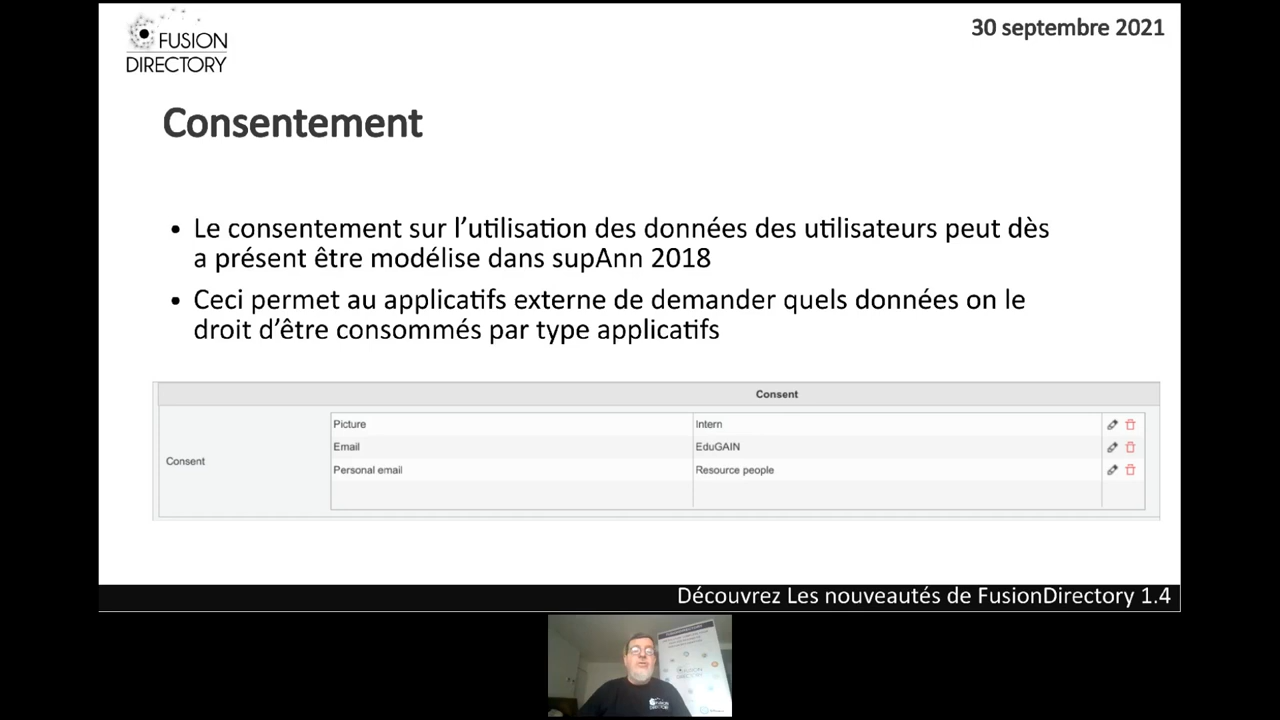 FUSION
DIRECTORY
30 septembre 2021
Consentement
• Le consentement sur l'utilisation des données des utilisateurs peut dès
a présent être modélise dans supAnn 2018
• Ceci permet au applicatifs externe de demander quels données on le
droit d'être consommés par type applicatifs
Consent
Consent
Picture Intern
Email EduGAIN
Personal email Resource people
Découvrez Les nouveautés de FusionDirectory 1.4
FUSION